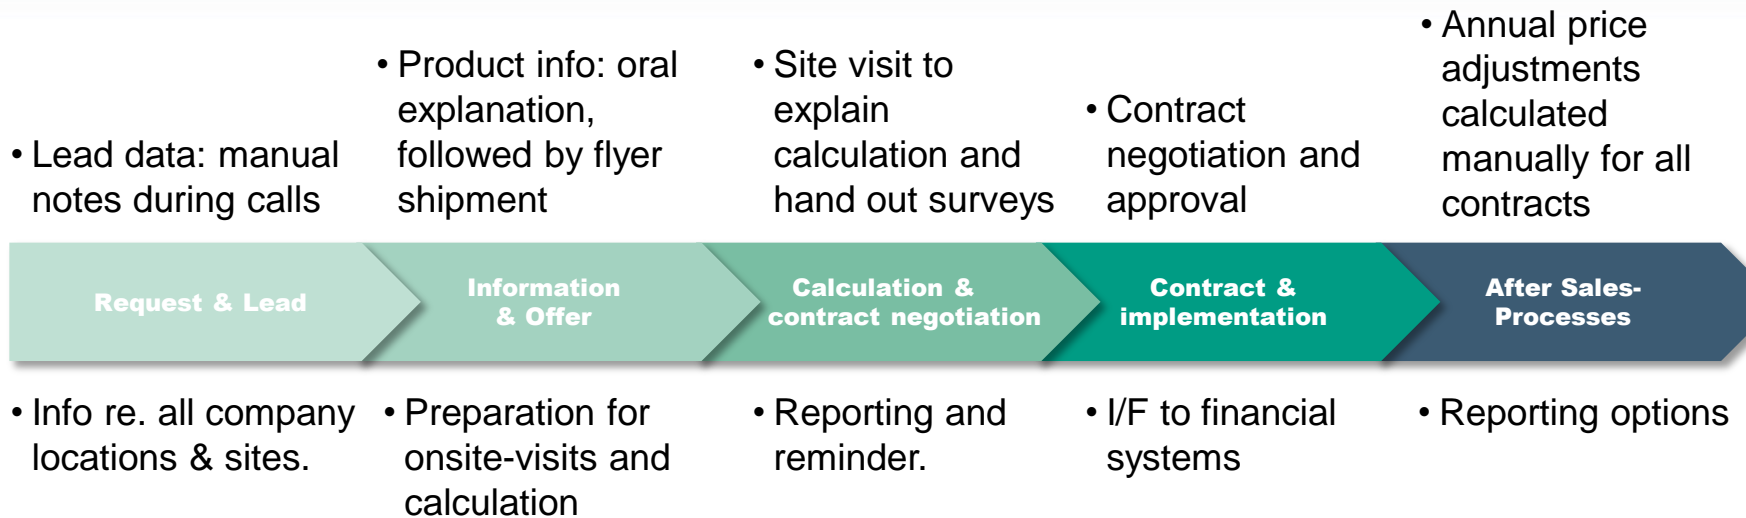 • Lead data: manual
notes during calls
• Product info: oral
explanation,
followed by flyer
shipment
• Site visit to
explain
calculation and
hand out surveys
• Contract
negotiation and
approval
• Annual price
adjustments
calculated
manually for all
contracts
Request & Lead
Information
& Offer
Calculation &
contract negotiation
Contract &
implementation
After Sales-
Processes
• Info re. all company
locations & sites.
• Preparation for
onsite-visits and
calculation
• Reporting and
reminder.
• I/F to financial
systems
• Reporting options